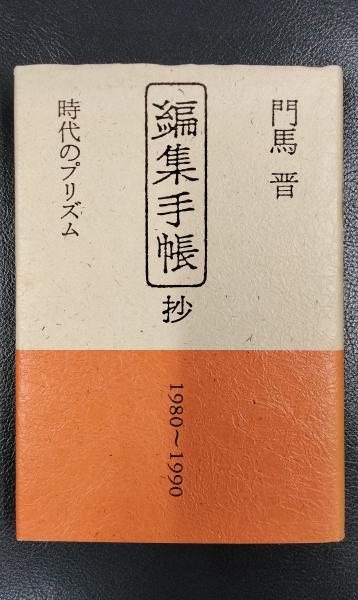 門馬 晋
編集手帳
抄
1980～1990
時代のプリズム